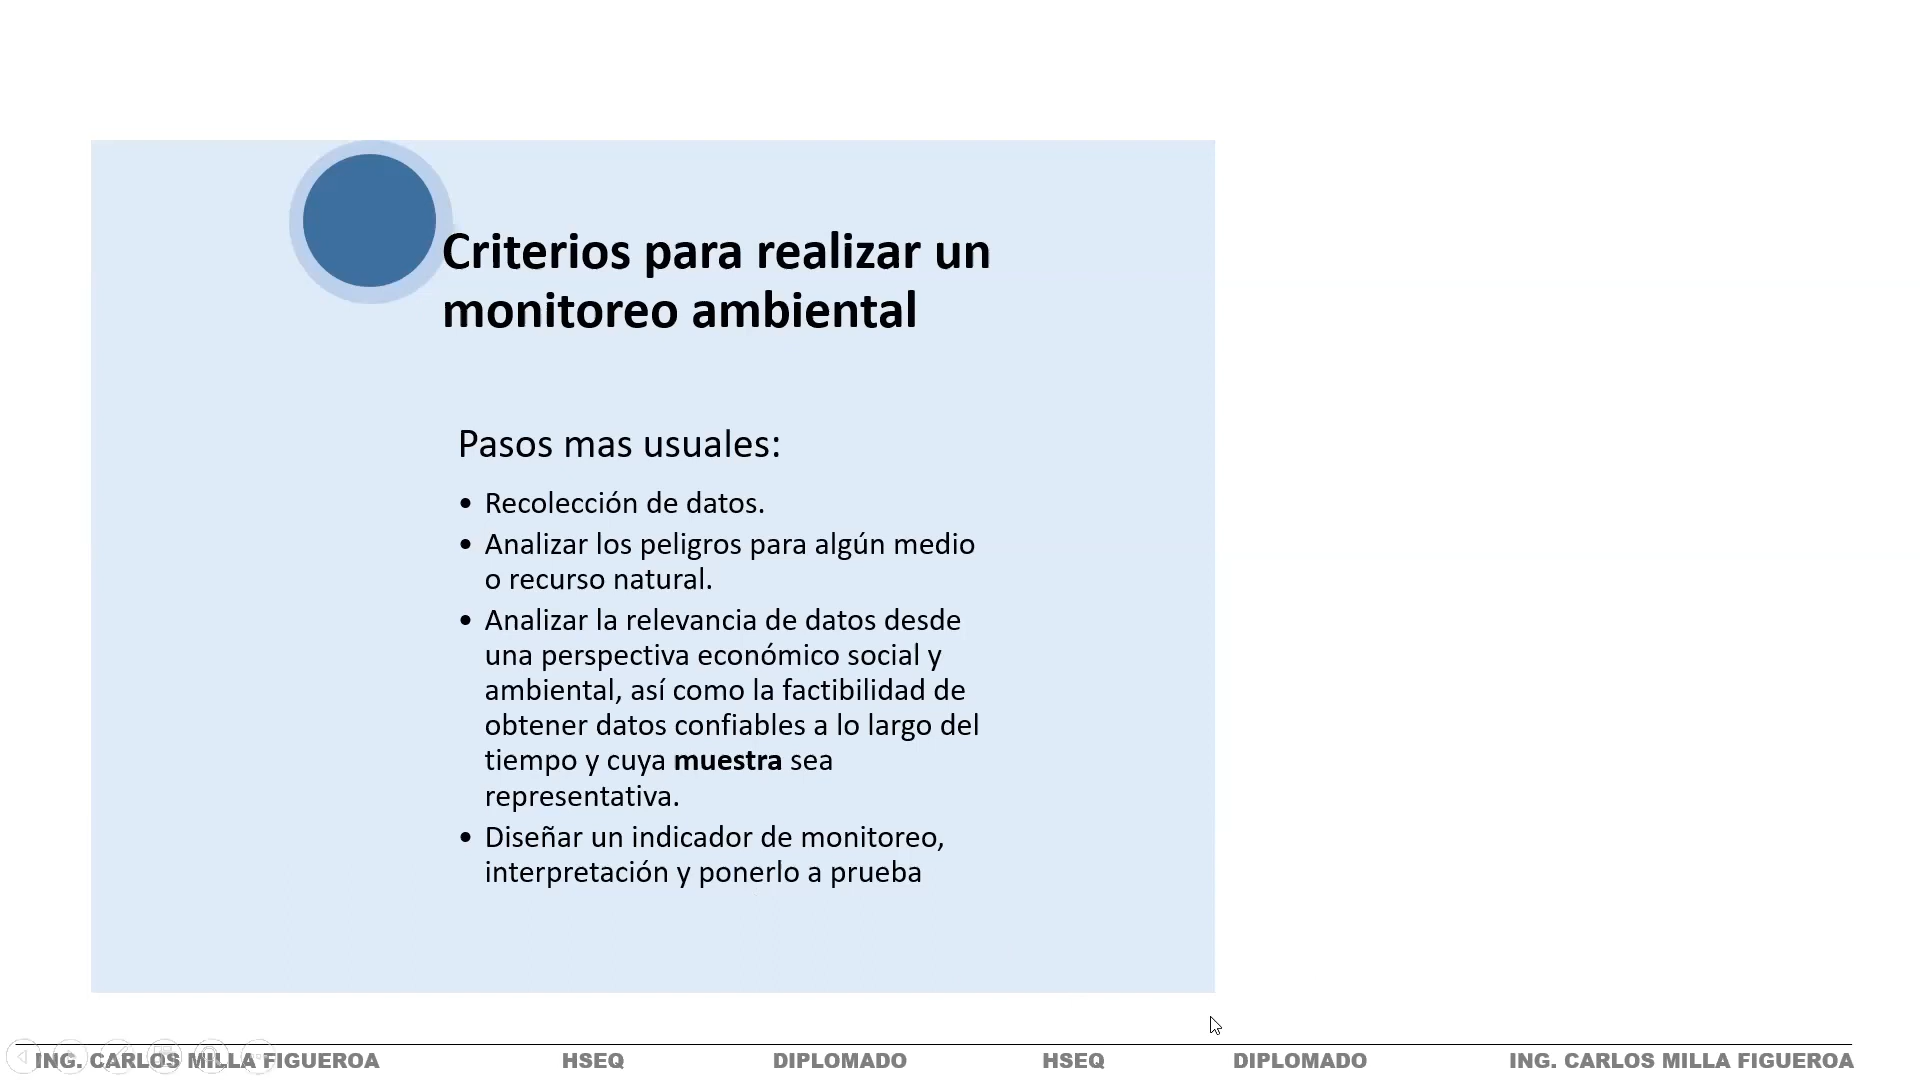 Criterios para realizar un
monitoreo ambiental
Pasos mas usuales:
• Recolección de datos.
• Analizar los peligros para algún medio
o recurso natural.
• Analizar la relevancia de datos desde
una perspectiva económico social y
ambiental, así como la factibilidad de
obtener datos confiables a lo largo del
tiempo y cuya muestra sea
representativa.
• Diseñar un indicador de monitoreo,
interpretación y ponerlo a prueba
ING. CARLOS MILLA FIGUEROA HSEQ DIPLOMADO HSEQ DIPLOMADO ING. CARLOS MILLA FIGUEROA